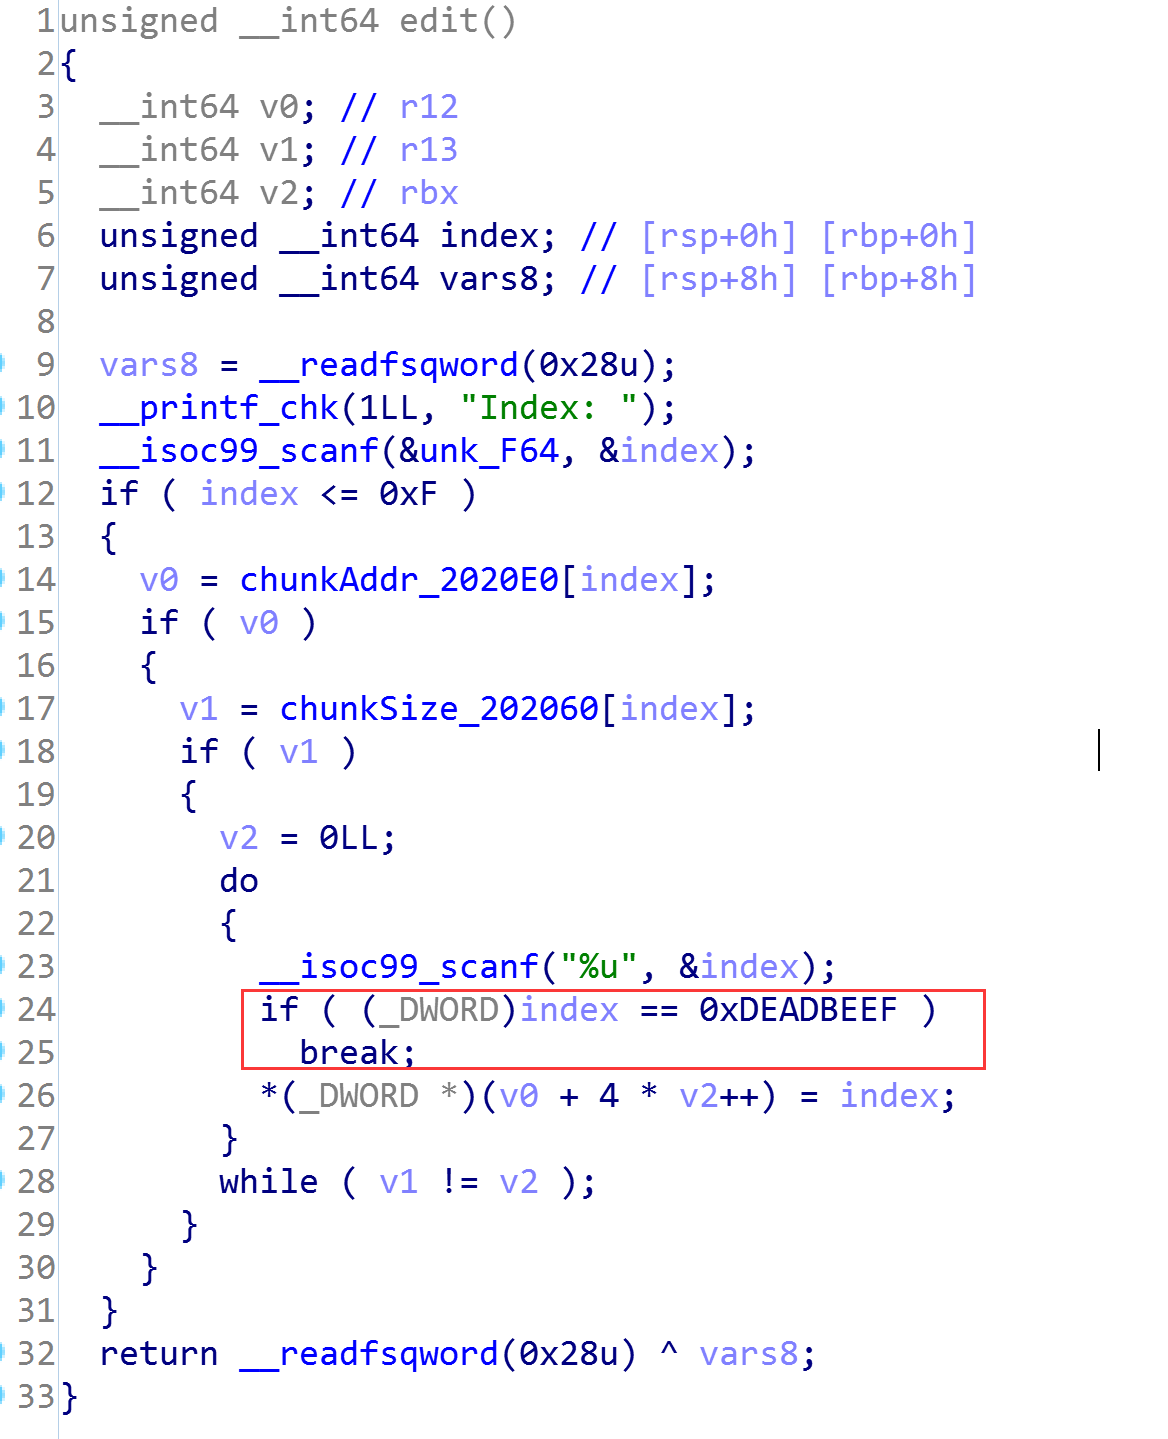 1 unsigned __int64 edit()
2 {
3   __int64 v0; // r12
4   __int64 v1; // r13
5   __int64 v2; // rbx
6   unsigned __int64 index; // [rsp+0h] [rbp+0h]
7   unsigned __int64 vars8; // [rsp+8h] [rbp+8h]
8
9   vars8 = __readfsqword(0x28u);
10   __printf_chk(1LL, "Index: ");
11   __isoc99_scanf(&unk_F64, &index);
12   if ( index <= 0xF )
13   {
14     v0 = chunkAddr_2020E0[index];
15     if ( v0 )
16     {
17       v1 = chunkSize_202060[index];
18       if ( v1 )
19       {
20         v2 = 0LL;
21         do
22         {
23           __isoc99_scanf("%u", &index);
24           if ( (_DWORD)index == 0xDEADBEEF )
25             break;
26           *(_DWORD *)(v0 + 4 * v2++) = index;
27         }
28         while ( v1 != v2 );
29       }
30     }
31   }
32   return __readfsqword(0x28u) ^ vars8;
33 }